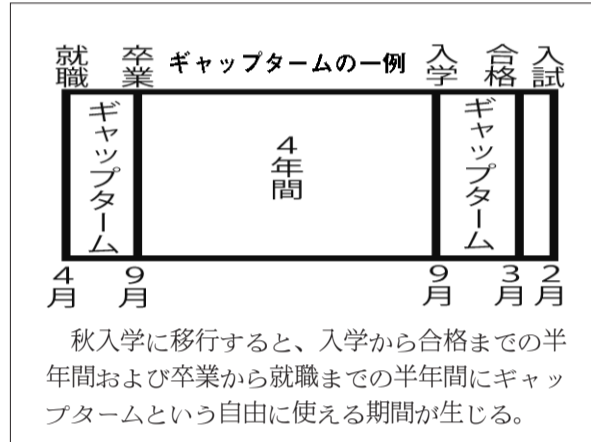 ギャップタームの一例
入試
合格
入学
卒業
就職
ギャップターム
4年間
ギャップターム
2月
3月
9月
9月
4月
秋入学に移行すると、入学から合格までの半
年間および卒業から就職までの半年間にギャッ
プタームという自由に使える期間が生じる。